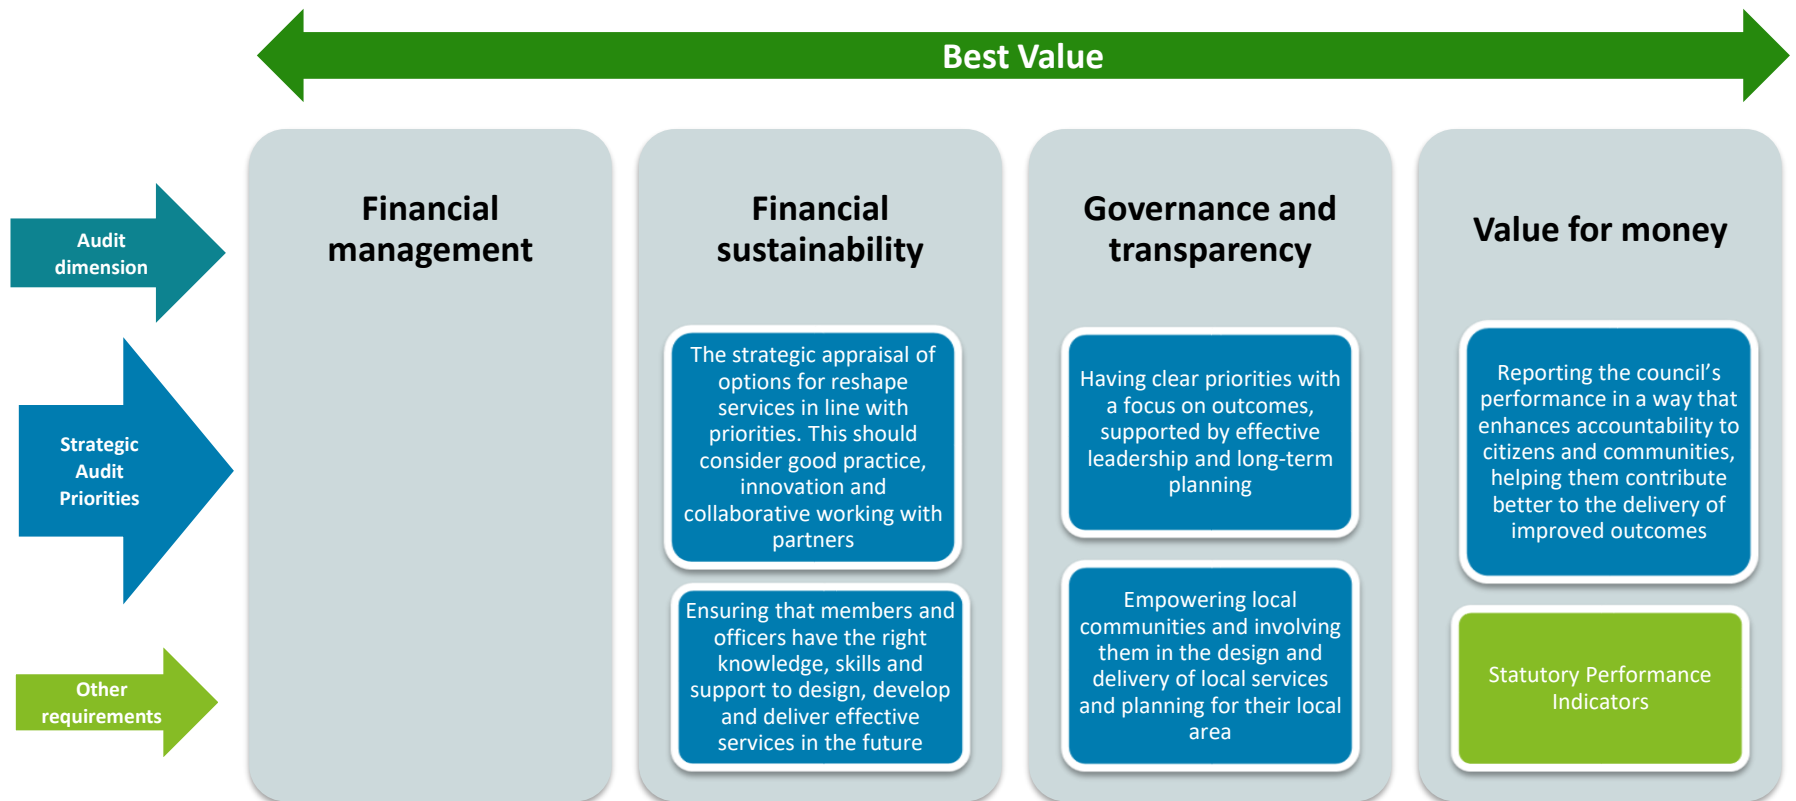 Best Value
Audit
dimension
Financial
management
Financial
sustainability
Governance and
transparency
Value for money
Strategic
Audit
Priorities
The strategic appraisal of
options for reshape
services in line with
priorities. This should
consider good practice,
innovation and
collaborative working with
partners
Having clear priorities with
a focus on outcomes,
supported by effective
leadership and long-term
planning
Reporting the council’s
performance in a way that
enhances accountability to
citizens and communities,
helping them contribute
better to the delivery of
improved outcomes
Other
requirements
Ensuring that members and
officers have the right
knowledge, skills and
support to design, develop
and deliver effective
services in the future
Empowering local
communities and involving
them in the design and
delivery of local services
and planning for their local
area
Statutory Performance
Indicators